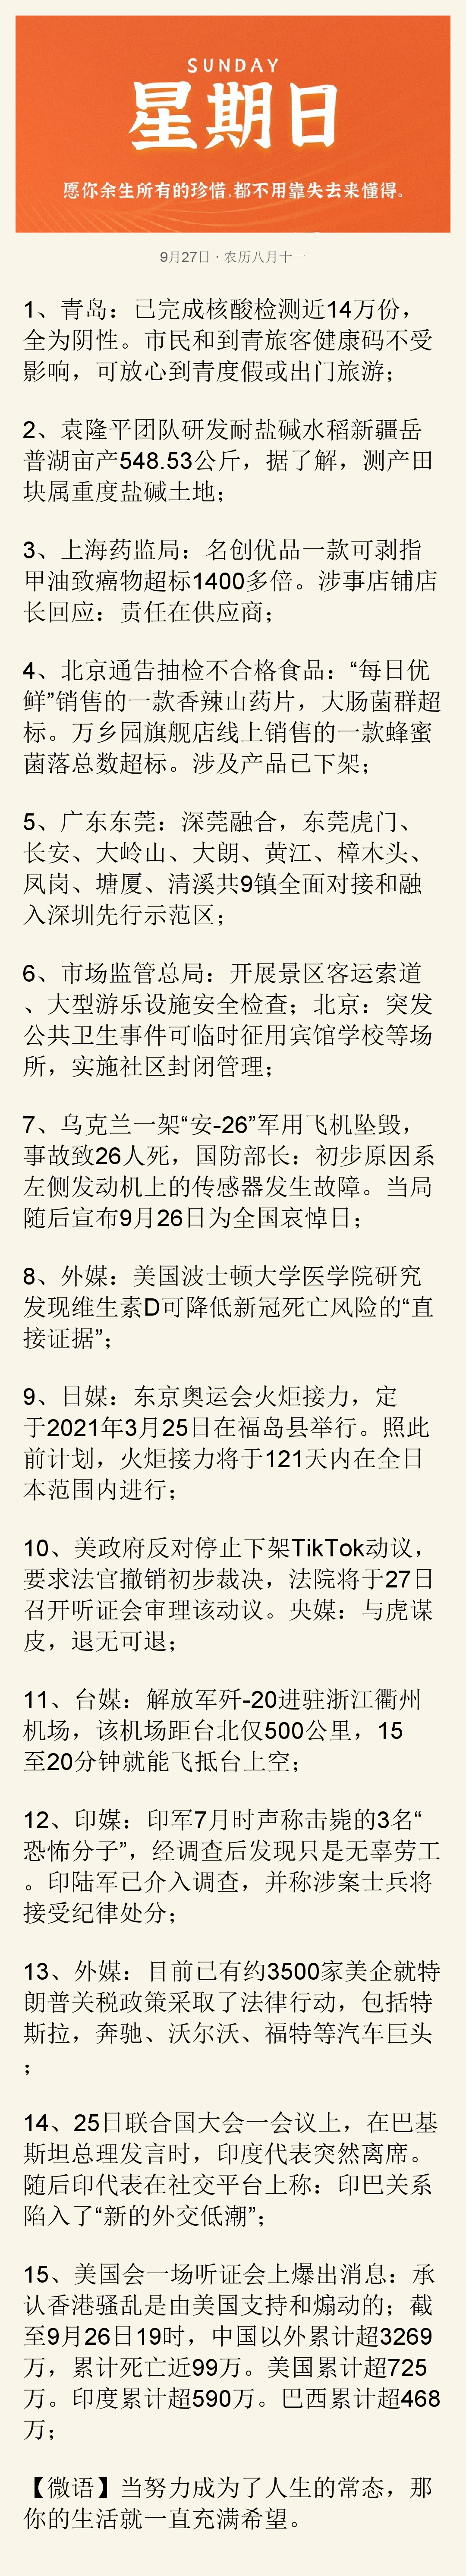 SUNDAY
星期日
愿你余生所有的珍惜,都不用靠失去来懂得。
9月27日 · 农历八月十一
1、青岛：已完成核酸检测近14万份，
全为阴性。市民和到青旅客健康码不受
影响，可放心到青度假或出门旅游；
2、袁隆平团队研发耐盐碱水稻新疆岳
普湖亩产548.53公斤，据了解，测产田
块属重度盐碱土地；
3、上海药监局：名创优品一款可剥指
甲油致癌物超标1400多倍。涉事店铺店
长回应：责任在供应商；
4、北京通告抽检不合格食品：“每日优
鲜”销售的一款香辣山药片，大肠菌群超
标。万乡园旗舰店线上销售的一款蜂蜜
菌落总数超标。涉及产品已下架；
5、广东东莞：深莞融合，东莞虎门、
长安、大岭山、大朗、黄江、樟木头、
凤岗、塘厦、清溪共9镇全面对接和融
入深圳先行示范区；
6、市场监管总局：开展景区客运索道
、大型游乐设施安全检查；北京：突发
公共卫生事件可临时征用宾馆学校等场
所，实施社区封闭管理；
7、乌克兰一架“安-26”军用飞机坠毁，
事故致26人死，国防部长：初步原因系
左侧发动机上的传感器发生故障。当局
随后宣布9月26日为全国哀悼日；
8、外媒：美国波士顿大学医学院研究
发现维生素D可降低新冠死亡风险的“直
接证据”；
9、日媒：东京奥运会火炬接力，定
于2021年3月25日在福岛县举行。照此
前计划，火炬接力将于121天内在全日
本范围内进行；
10、美政府反对停止下架TikTok动议，
要求法官撤销初步裁决，法院将于27日
召开听证会审理该动议。央媒：与虎谋
皮，退无可退；
11、台媒：解放军歼-20进驻浙江衢州
机场，该机场距台北仅500公里，15
至20分钟就能飞抵台上空；
12、印媒：印军7月时声称击毙的3名“
恐怖分子”，经调查后发现只是无辜劳工
。印陆军已介入调查，并称涉案士兵将
接受纪律处分；
13、外媒：目前已有约3500家美企就特
朗普关税政策采取了法律行动，包括特
斯拉，奔驰、沃尔沃、福特等汽车巨头
；
14、25日联合国大会一会议上，在巴基
斯坦总理发言时，印度代表突然离席。
随后印代表在社交平台上称：印巴关系
陷入了“新的外交低潮”；
15、美国会一场听证会上爆出消息：承
认香港骚乱是由美国支持和煽动的；截
至9月26日19时，中国以外累计超3269
万，累计死亡近99万。美国累计超725
万。印度累计超590万。巴西累计超468
万；
【微语】当努力成为了人生的常态，那
你的生活就一直充满希望。